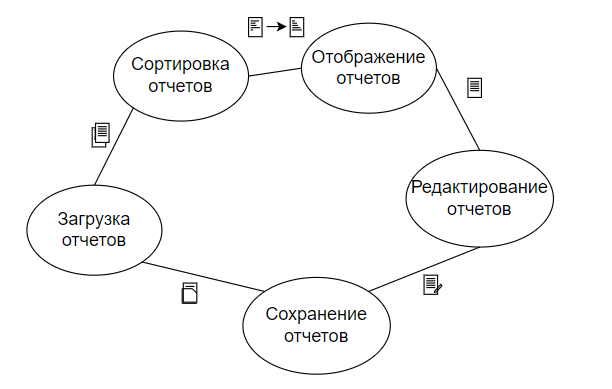 Сортировка
отчетов
Отображение
отчетов
Редактирование
отчетов
Загрузка
отчетов
Сохранение
отчетов